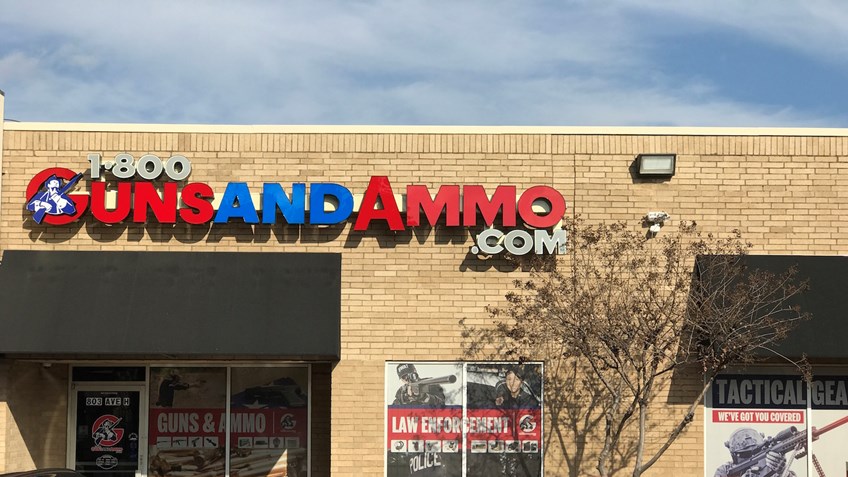 1·800
GUNSANDAMMO
.COM
803 AVE H
GUNS & AMMO
LAW ENFORCEMENT
POLICE
TACTICAL GEA
WE'VE GOT YOU COVERED